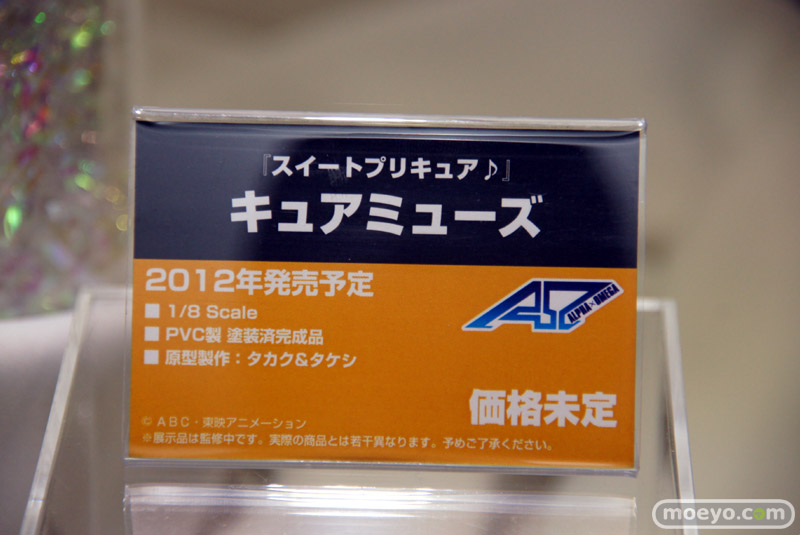 『スイートプリキュア♪』
キュアミューズ
2012年発売予定
■ 1/8 Scale
■ PVC製 塗装済完成品
■ 原型製作：タカク&タケシ
ALPHA×OMEGA
価格未定
© ABC・東映アニメーション
※展示品は監修中です。実際の商品とは若干異なります。予めご了承ください。
moeyo.com